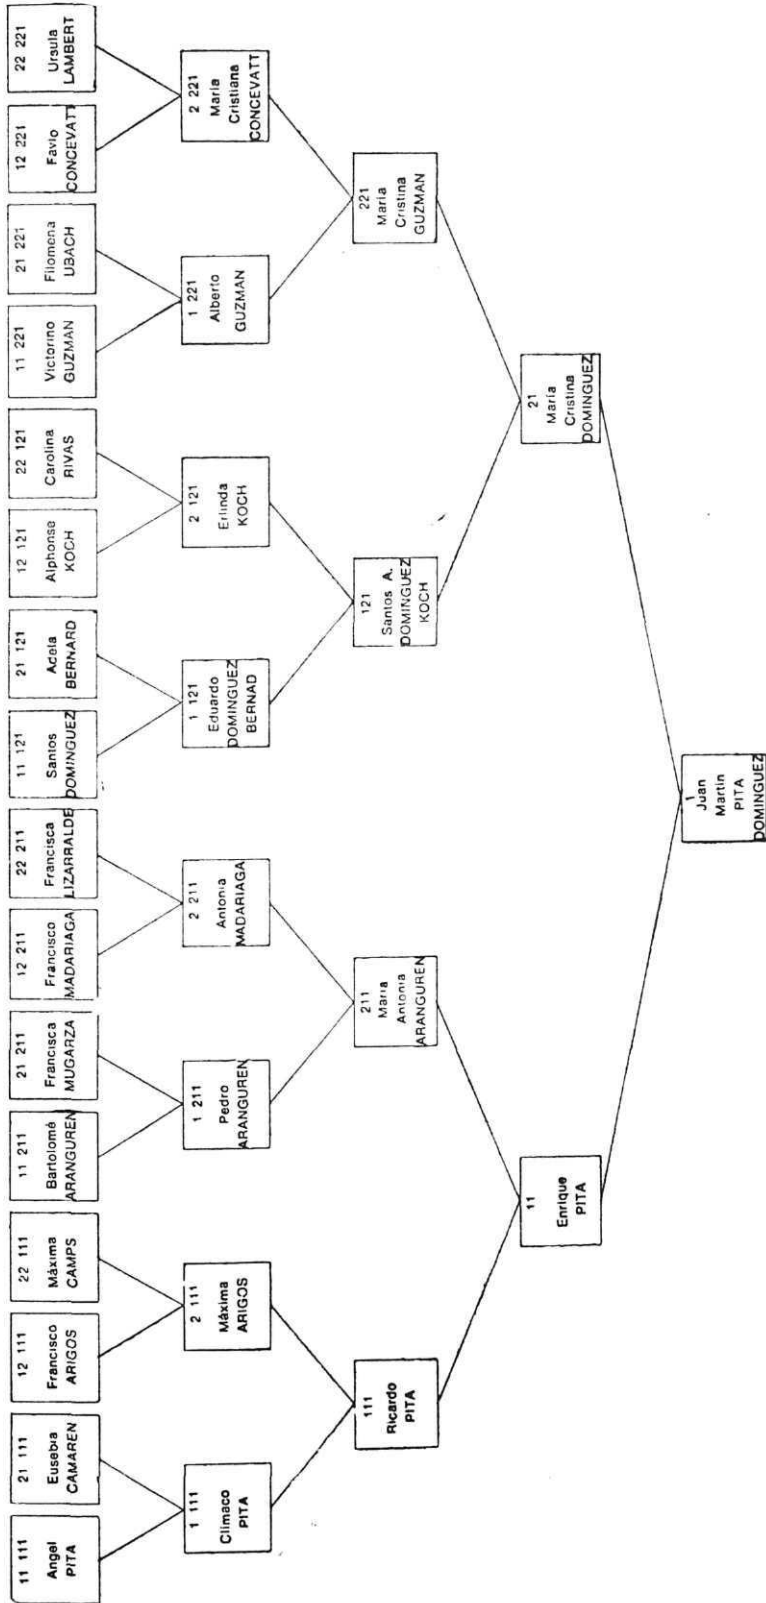 11 111
Angel
PITA
21 111
Eusebia
CAMAREN
12 111
Francisco
ARIGOS
22 111
Máxima
CAMPS
11 211
Bartolomé
ARANGUREN
21 211
Francisca
MUGARZA
12 211
Francisco
MADARIAGA
22 211
Francisca
LIZARRALDE
11 121
Santos
DOMINGUEZ
21 121
Adela
BERNARD
12 121
Alphonse
KOCH
22 121
Carolina
RIVAS
11 221
Victorino
GUZMAN
21 221
Filomena
UBACH
12 221
Favio
CONCEVATT
22 221
Ursula
LAMBERT
1 111
Climaco
PITA
2 111
Máxima
ARIGOS
1 211
Pedro
ARANGUREN
2 211
Antonia
MADARIAGA
1 121
Eduardo
DOMINGUEZ
BERNAD
2 121
Erlinda
KOCH
1 221
Alberto
GUZMAN
2 221
Maria
Cristiana
CONCEVATT
111
Ricardo
PITA
211
Maria
Antonia
ARANGUREN
121
Santos A.
DOMINGUEZ
KOCH
221
Maria
Cristina
GUZMAN
11
Enrique
PITA
21
Maria
Cristina
DOMINGUEZ
1
Juan
Martin
PITA
DOMINGUEZ